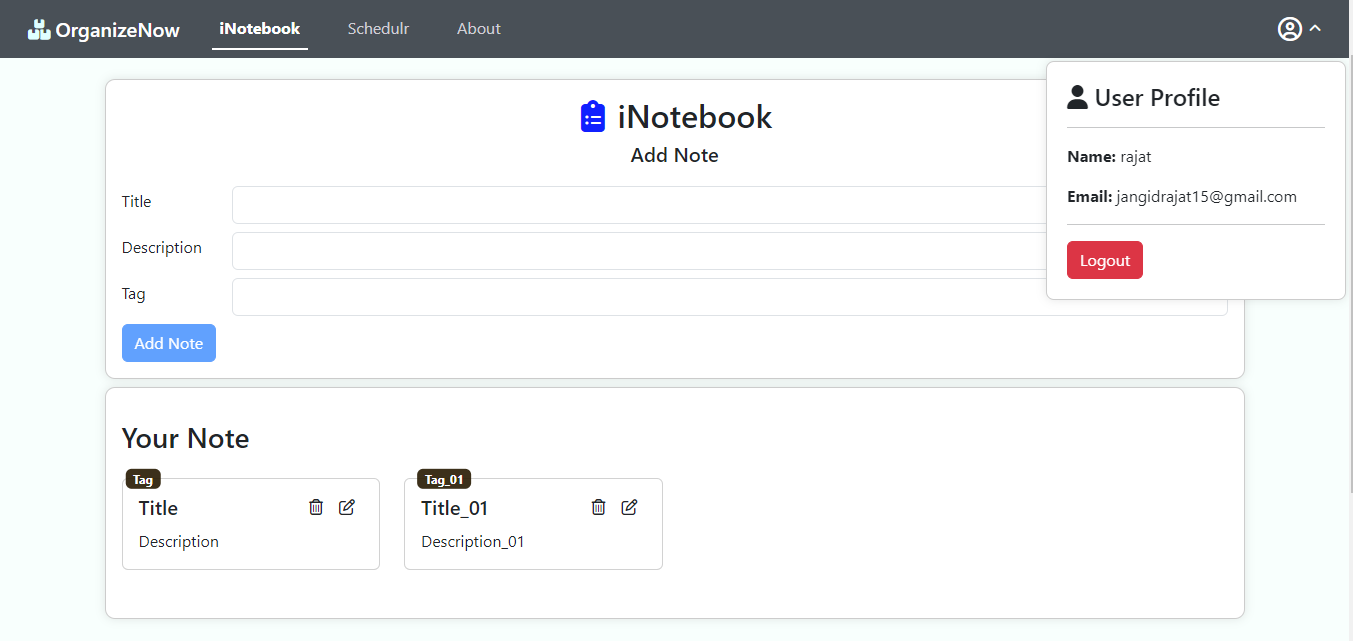 OrganizeNow iNotebook Schedulr About
User Profile
Name: rajat
Email: jangidrajat15@gmail.com
Logout
iNotebook
Add Note
Title
Description
Tag
Add Note
Your Note
Tag
Title
Description
Tag_01
Title_01
Description_01